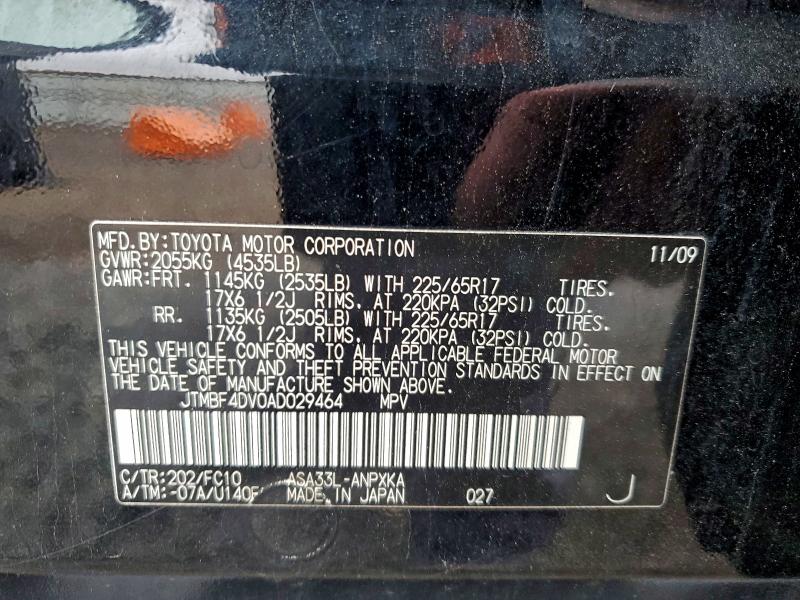 MFD.BY:TOYOTA MOTOR CORPORATION 11/09
GVWR:2055KG (4535LB)
GAWR:FRT. 1145KG (2535LB) WITH 225/65R17 TIRES.
17X6 1/2J RIMS. AT 220KPA (32PSI) COLD.
RR. 1135KG (2505LB) WITH 225/65R17 TIRES.
17X6 1/2J RIMS. AT 220KPA (32PSI) COLD.
THIS VEHICLE CONFORMS TO ALL APPLICABLE FEDERAL MOTOR
VEHICLE SAFETY AND THEFT PREVENTION STANDARDS IN EFFECT ON
THE DATE OF MANUFACTURE SHOWN ABOVE.
JTMBF4DV0AD029464 MPV
C/TR:202/FC10 ASA33L-ANPXKA
A/TM:-07A/U140F MADE IN JAPAN 027 J